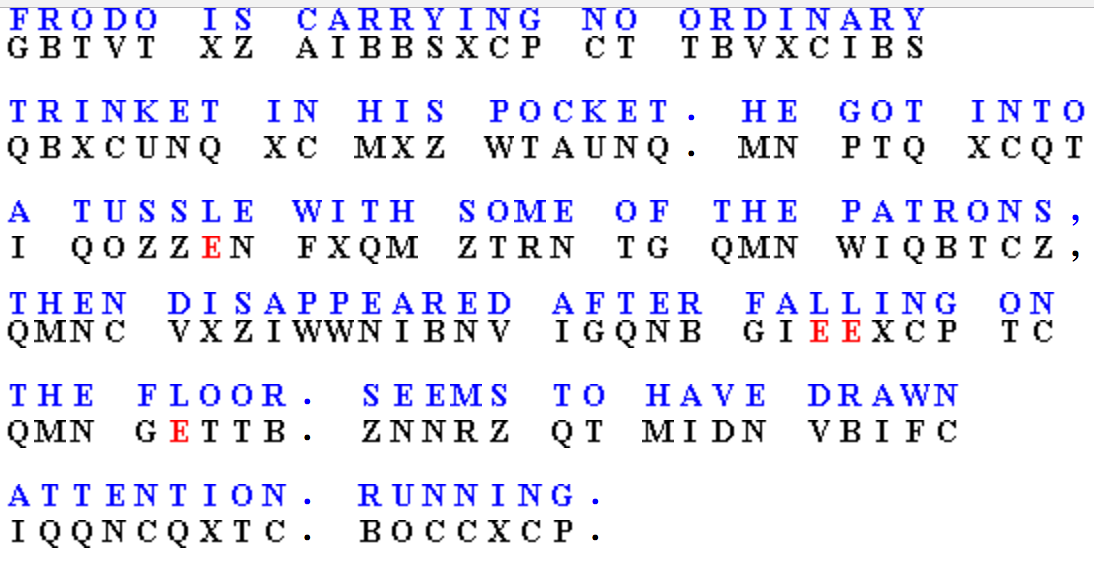 FRODO IS CARRYING NO ORDINARY
GBTVT XZ AIBBSXCP CT TBVXCIBS
TRINKET IN HIS POCKET. HE GOT INTO
QBXCUNQ XC MXZ WTAUNQ. MN PTQ XCQT
A TUSSLE WITH SOME OF THE PATRONS,
I QOZZEN FXQM ZTRN TG QMN WIQBTCZ,
THEN DISAPPEARED AFTER FALLING ON
QMNC VXZIWWNIBNV IGQNB GIEEXCP TC
THE FLOOR. SEEMS TO HAVE DRAWN
QMN GETTB. ZNNRZ QT MIDN VBIFC
ATTENTION. RUNNING.
IQQNCQXTC. BOCCXCP.